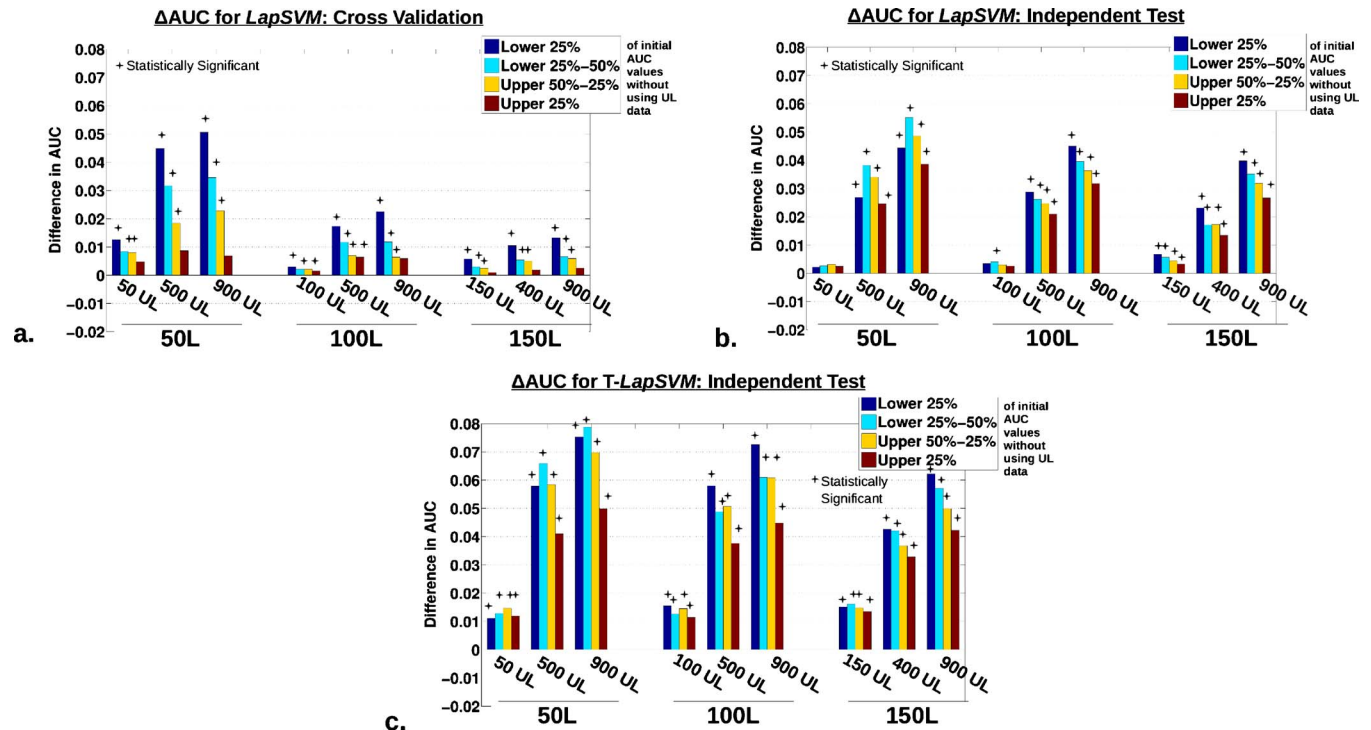 ΔAUC for LapSVM: Cross Validation
0.08
0.07
0.06
0.05
0.04
0.03
0.02
0.01
0
−0.01
−0.02
Difference in AUC
+ Statistically Significant
Lower 25%
Lower 25%−50%
Upper 50%−25%
Upper 25%
of initial
AUC
values
without
using UL
data
50 UL
500 UL
900 UL
100 UL
500 UL
900 UL
150 UL
400 UL
900 UL
50L
100L
150L
a.
ΔAUC for LapSVM: Independent Test
0.08
0.07
0.06
0.05
0.04
0.03
0.02
0.01
0
−0.01
−0.02
Difference in AUC
+ Statistically Significant
Lower 25%
Lower 25%−50%
Upper 50%−25%
Upper 25%
of initial
AUC
values
without
using UL
data
50 UL
500 UL
900 UL
100 UL
500 UL
900 UL
150 UL
400 UL
900 UL
50L
100L
150L
b.
ΔAUC for T-LapSVM: Independent Test
0.08
0.07
0.06
0.05
0.04
0.03
0.02
0.01
0
−0.01
−0.02
Difference in AUC
Lower 25%
Lower 25%−50%
Upper 50%−25%
Upper 25%
of initial
AUC
values
without
using UL
data
+ Statistically
Significant
50 UL
500 UL
900 UL
100 UL
500 UL
900 UL
150 UL
400 UL
900 UL
50L
100L
150L
c.